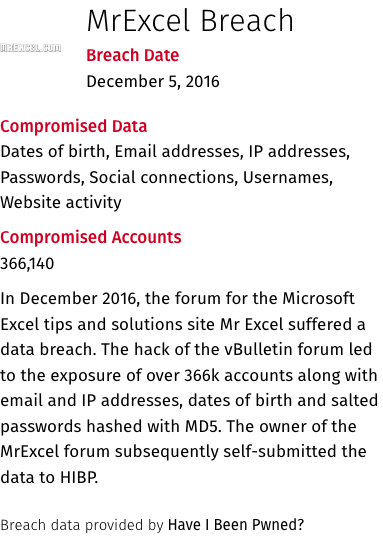 MrExcel Breach
MREXCEL.COM
Breach Date
December 5, 2016
Compromised Data
Dates of birth, Email addresses, IP addresses,
Passwords, Social connections, Usernames,
Website activity
Compromised Accounts
366,140
In December 2016, the forum for the Microsoft
Excel tips and solutions site Mr Excel suffered a
data breach. The hack of the vBulletin forum led
to the exposure of over 366k accounts along with
email and IP addresses, dates of birth and salted
passwords hashed with MD5. The owner of the
MrExcel forum subsequently self-submitted the
data to HIBP.
Breach data provided by Have I Been Pwned?